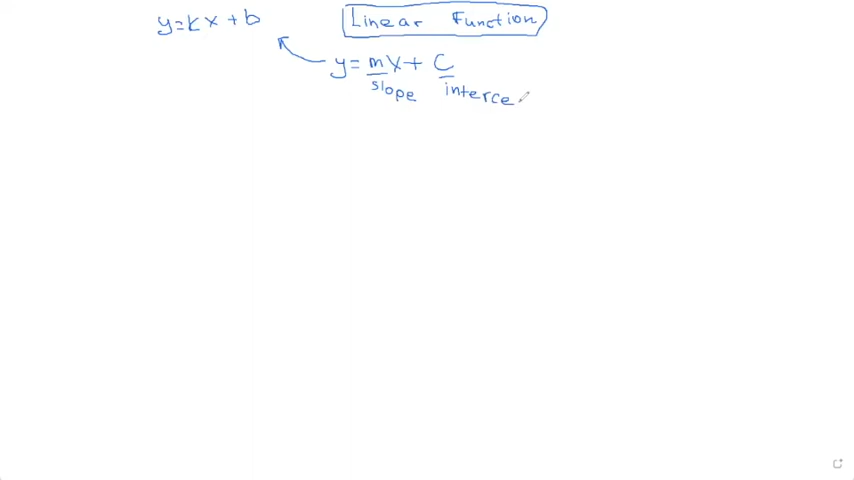 y=kx+b
Linear Function
y=mx+C
slope
interce